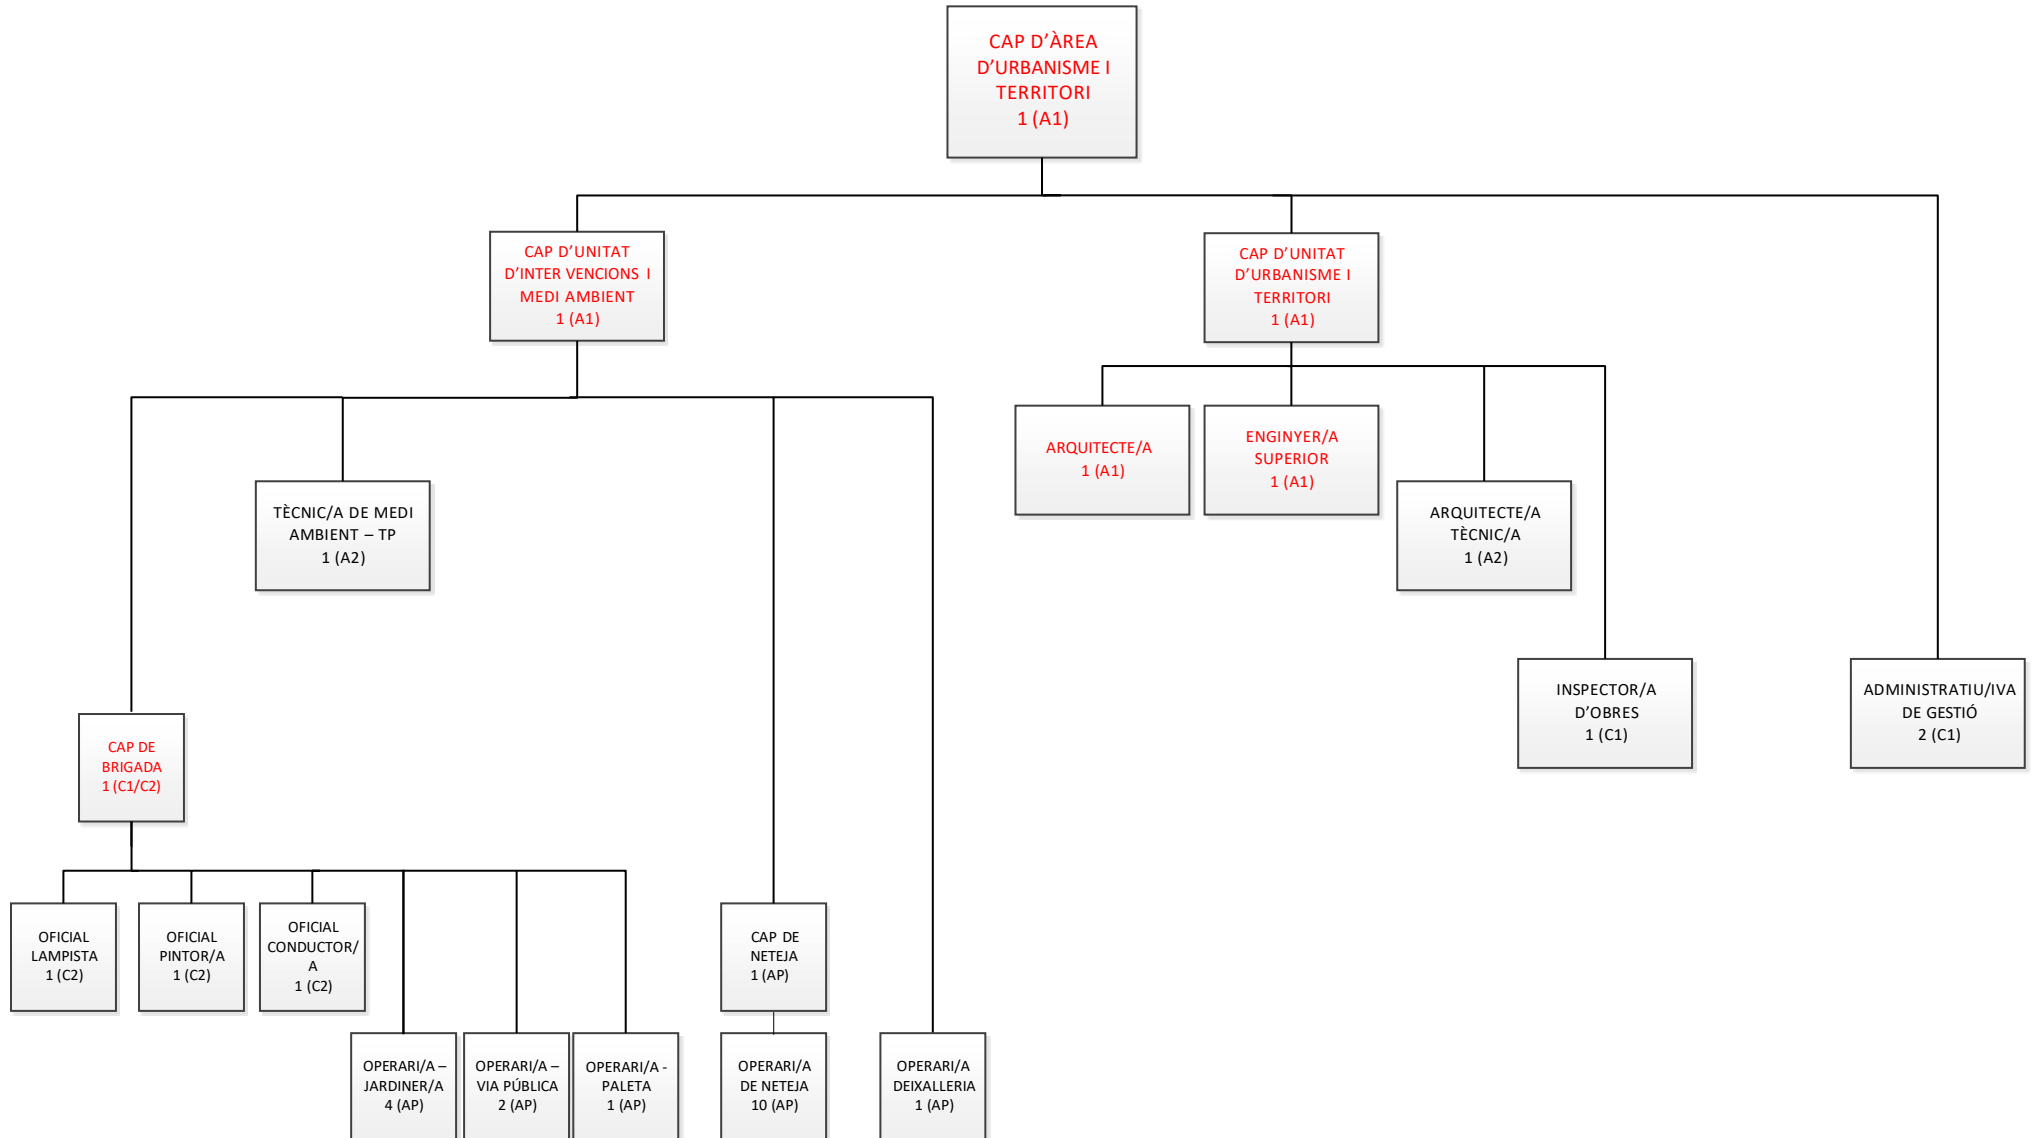 CAP D’ÀREA
D’URBANISME I
TERRITORI
1 (A1)
CAP D’UNITAT
D’INTER VENCIONS I
MEDI AMBIENT
1 (A1)
CAP D’UNITAT
D’URBANISME I
TERRITORI
1 (A1)
ARQUITECTE/A
1 (A1)
ENGINYER/A
SUPERIOR
1 (A1)
TÈCNIC/A DE MEDI
AMBIENT – TP
1 (A2)
ARQUITECTE/A
TÈCNIC/A
1 (A2)
INSPECTOR/A
D’OBRES
1 (C1)
ADMINISTRATIU/IVA
DE GESTIÓ
2 (C1)
CAP DE
BRIGADA
1 (C1/C2)
OFICIAL
LAMPISTA
1 (C2)
OFICIAL
PINTOR/A
1 (C2)
OFICIAL
CONDUCTOR/
A
1 (C2)
CAP DE
NETEJA
1 (AP)
OPERARI/A –
JARDINER/A
4 (AP)
OPERARI/A –
VIA PÚBLICA
2 (AP)
OPERARI/A -
PALETA
1 (AP)
OPERARI/A
DE NETEJA
10 (AP)
OPERARI/A
DEIXALLERIA
1 (AP)